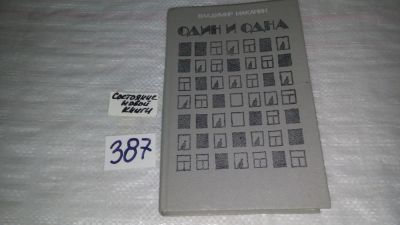 ВЛАДИМИР МАКАНИН
ОДИН И ОДНА
Состояние
новой
книги
387